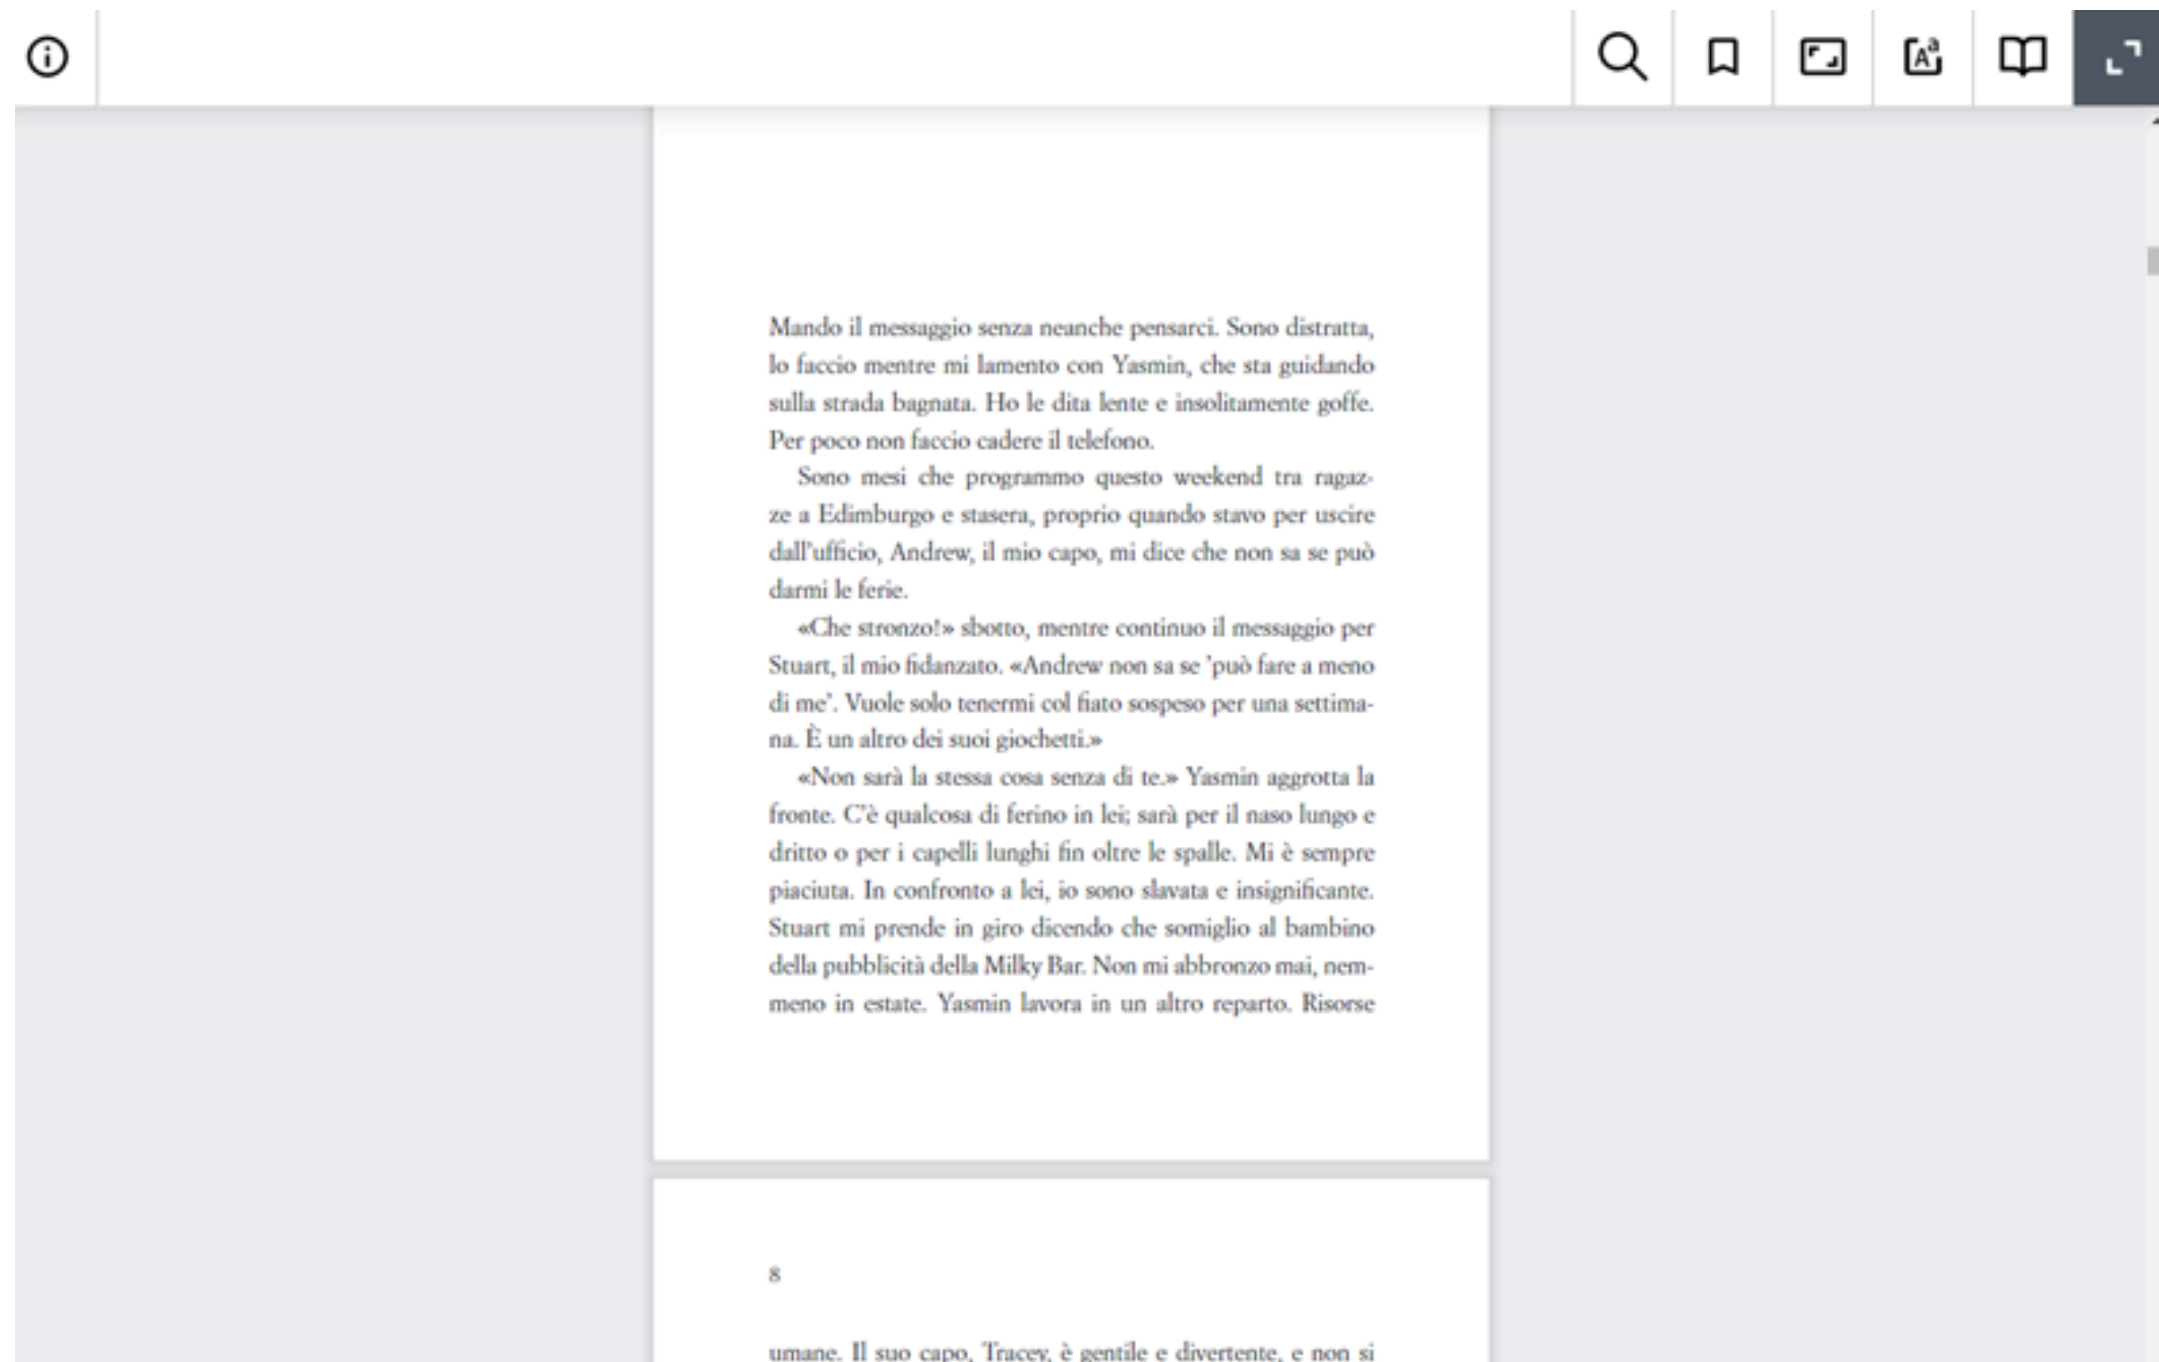 Mando il messaggio senza neanche pensarci. Sono distratta,
lo faccio mentre mi lamento con Yasmin, che sta guidando
sulla strada bagnata. Ho le dita lente e insolitamente goffe.
Per poco non faccio cadere il telefono.
Sono mesi che programmo questo weekend tra ragaz-
ze a Edimburgo e stasera, proprio quando stavo per uscire
dall'ufficio, Andrew, il mio capo, mi dice che non sa se può
darmi le ferie.
«Che stronzo!» sbotto, mentre continuo il messaggio per
Stuart, il mio fidanzato. «Andrew non sa se 'può fare a meno
di me'. Vuole solo tenermi col fiato sospeso per una settima-
na. È un altro dei suoi giochetti.»
«Non sarà la stessa cosa senza di te.» Yasmin aggrotta la
fronte. C'è qualcosa di ferino in lei; sarà per il naso lungo e
dritto o per i capelli lunghi fin oltre le spalle. Mi è sempre
piaciuta. In confronto a lei, io sono slavata e insignificante.
Stuart mi prende in giro dicendo che somiglio al bambino
della pubblicità della Milky Bar. Non mi abbronzo mai, nem-
meno in estate. Yasmin lavora in un altro reparto. Risorse
8
umane. Il suo capo, Tracey, è gentile e divertente, e non si